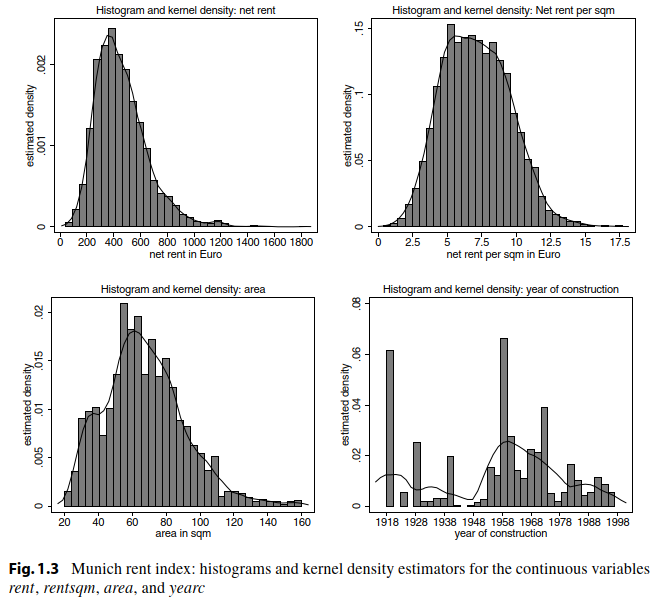 Histogram and kernel density: net rent
estimated density
.002
.001
0
0 200 400 600 800 1000 1200 1400 1600 1800
net rent in Euro
Histogram and kernel density: Net rent per sqm
estimated density
.15
.1
.05
0
0 2.5 5 7.5 10 12.5 15 17.5
net rent per sqm in Euro
Histogram and kernel density: area
estimated density
.02
.015
.01
.005
0
20 40 60 80 100 120 140 160
area in sqm
Histogram and kernel density: year of construction
estimated density
.08
.06
.04
.02
0
1918 1928 1938 1948 1958 1968 1978 1988 1998
year of construction
Fig. 1.3 Munich rent index: histograms and kernel density estimators for the continuous variables
rent, rentsqm, area, and yearc